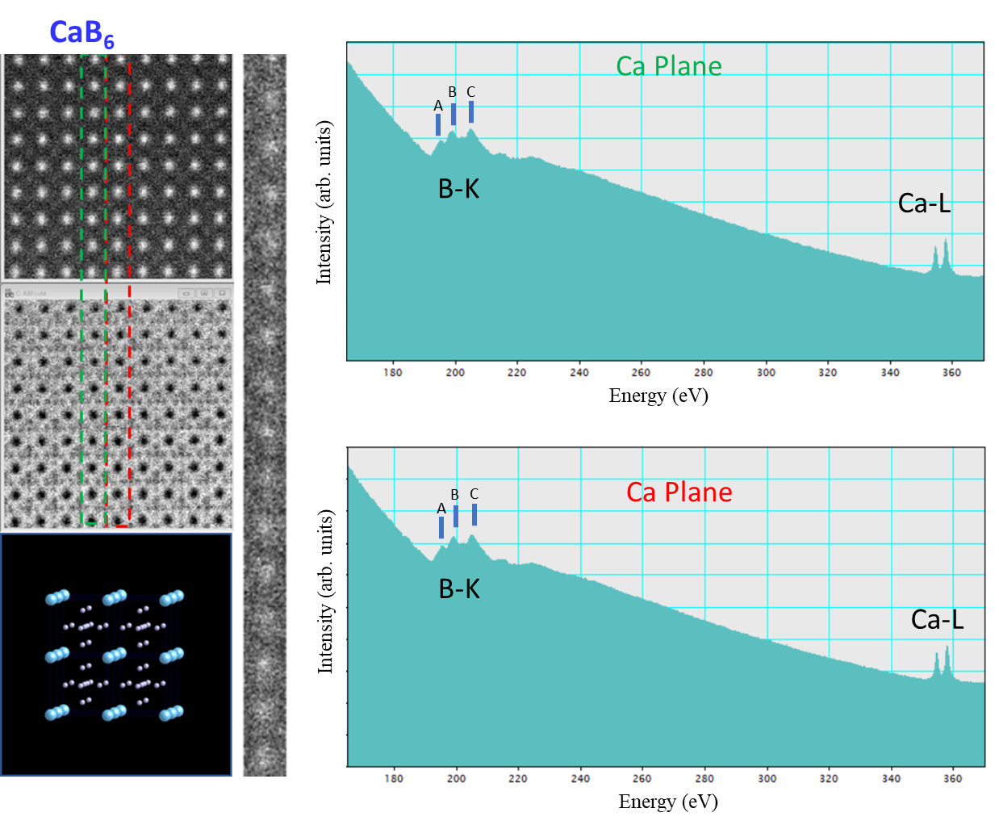 CaB6
C: ABFcut4
Ca Plane
A
B
C
B-K
Ca-L
Intensity (arb. units)
180 200 220 240 260 280 300 320 340 360
Energy (eV)
Ca Plane
A
B
C
B-K
Ca-L
Intensity (arb. units)
180 200 220 240 260 280 300 320 340 360
Energy (eV)